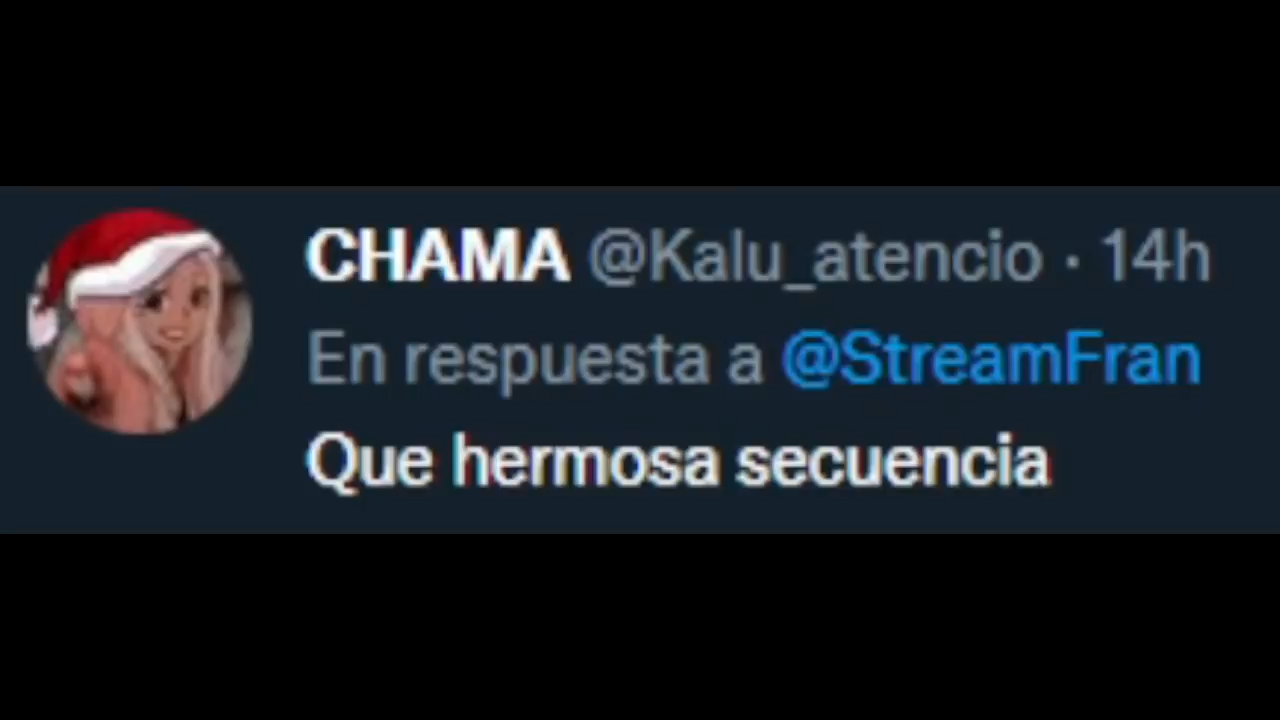 CHAMA @Kalu_atencio · 14h
En respuesta a @StreamFran
Que hermosa secuencia